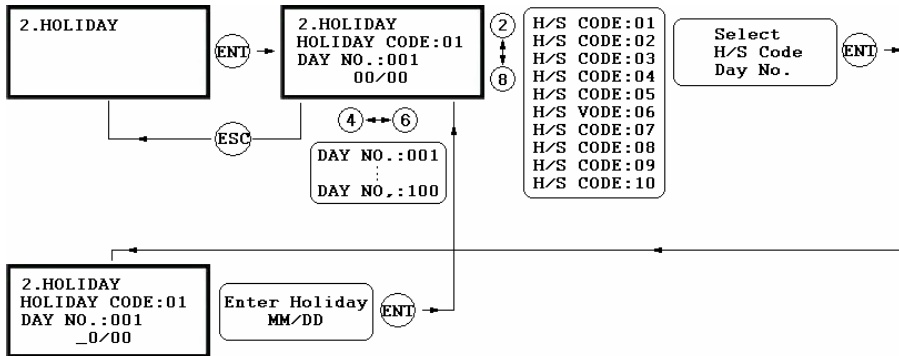 2.HOLIDAY
ENT
2.HOLIDAY
HOLIDAY CODE:01
DAY NO.:001
00/00
2
8
H/S CODE:01
H/S CODE:02
H/S CODE:03
H/S CODE:04
H/S CODE:05
H/S VODE:06
H/S CODE:07
H/S CODE:08
H/S CODE:09
H/S CODE:10
Select
H/S Code
Day No.
ENT
ESC
4
6
DAY NO.:001
DAY NO,:100
2.HOLIDAY
HOLIDAY CODE:01
DAY NO.:001
_0/00
Enter Holiday
MM/DD
ENT